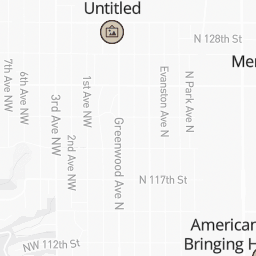 Untitled
N 128th St
Mer
7th Ave NW
6th Ave NW
3rd Ave NW
2nd Ave NW
1st Ave NW
Greenwood Ave N
Evanston Ave N
N Park Ave N
N 117th St
American
Bringing H
NW 112th St